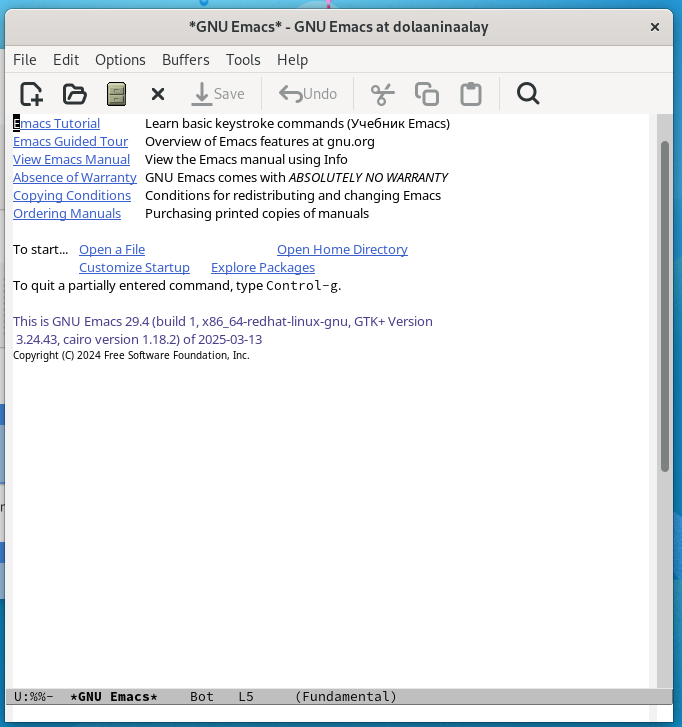 *GNU Emacs* - GNU Emacs at dolaaninaalay
File Edit Options Buffers Tools Help
Save Undo
Emacs Tutorial Learn basic keystroke commands (Учебник Emacs)
Emacs Guided Tour Overview of Emacs features at gnu.org
View Emacs Manual View the Emacs manual using Info
Absence of Warranty GNU Emacs comes with ABSOLUTELY NO WARRANTY
Copying Conditions Conditions for redistributing and changing Emacs
Ordering Manuals Purchasing printed copies of manuals
To start... Open a File Open Home Directory
Customize Startup Explore Packages
To quit a partially entered command, type Control-g.
This is GNU Emacs 29.4 (build 1, x86_64-redhat-linux-gnu, GTK+ Version
3.24.43, cairo version 1.18.2) of 2025-03-13
Copyright (C) 2024 Free Software Foundation, Inc.
U:%%- *GNU Emacs* Bot L5 (Fundamental)